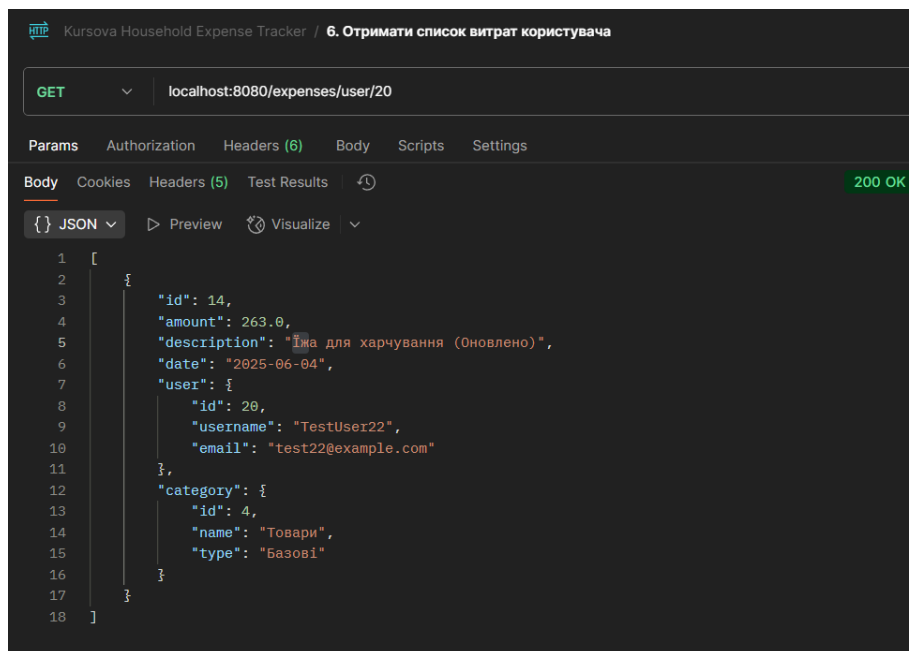 HTTP Kursova Household Expense Tracker / 6. Отримати список витрат користувача
GET localhost:8080/expenses/user/20
Params Authorization Headers (6) Body Scripts Settings
Body Cookies Headers (5) Test Results 200 OK
{} JSON Preview Visualize
1 [
2 {
3 "id": 14,
4 "amount": 263.0,
5 "description": "Їжа для харчування (Оновлено)",
6 "date": "2025-06-04",
7 "user": {
8 "id": 20,
9 "username": "TestUser22",
10 "email": "test22@example.com"
11 },
12 "category": {
13 "id": 4,
14 "name": "Товари",
15 "type": "Базові"
16 }
17 }
18 ]